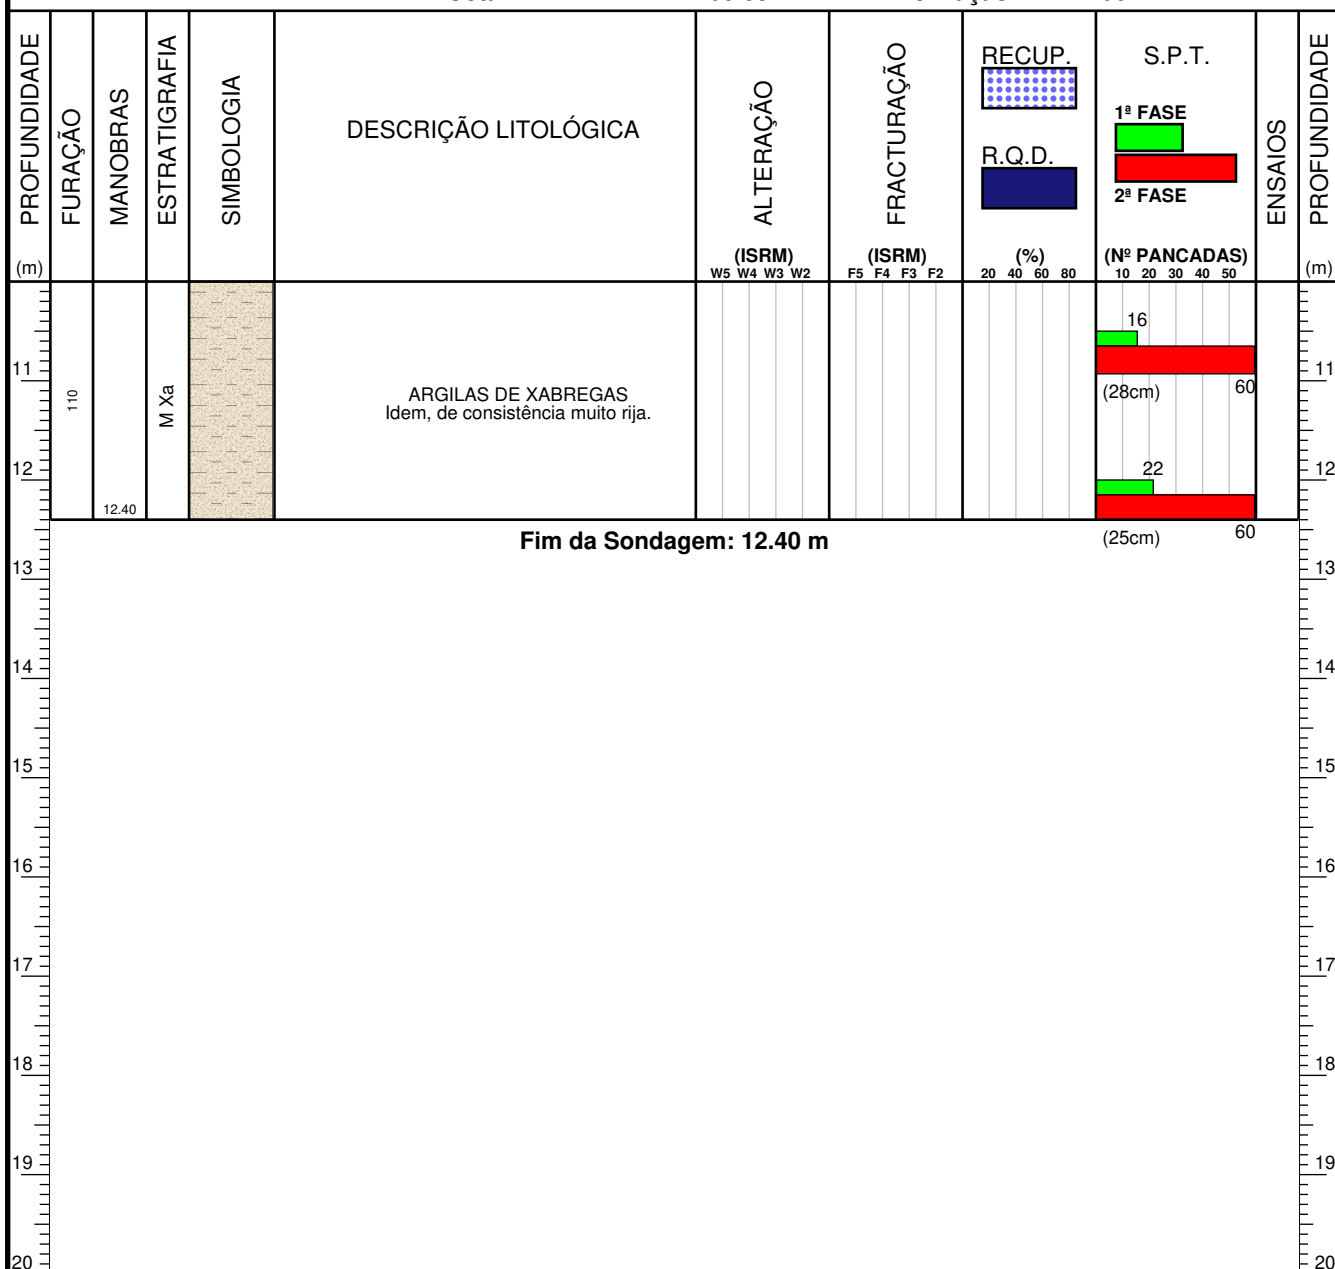 PROFUNDIDADE
(m)
FURAÇÃO
MANOBRAS
ESTRATIGRAFIA
SIMBOLOGIA
DESCRIÇÃO LITOLÓGICA
ALTERAÇÃO
(ISRM)
W5 W4 W3 W2
FRACTURAÇÃO
(ISRM)
F5 F4 F3 F2
RECUP.
R.Q.D.
(%)
20 40 60 80
S.P.T.
1ª FASE
2ª FASE
(Nº PANCADAS)
10 20 30 40 50
ENSAIOS
PROFUNDIDADE
(m)
16
11
110
M Xa
ARGILAS DE XABREGAS
Idem, de consistência muito rija.
(28cm) 60
11
12
22
12
12.40
Fim da Sondagem: 12.40 m
(25cm) 60
13 13
14 14
15 15
16 16
17 17
18 18
19 19
20 20